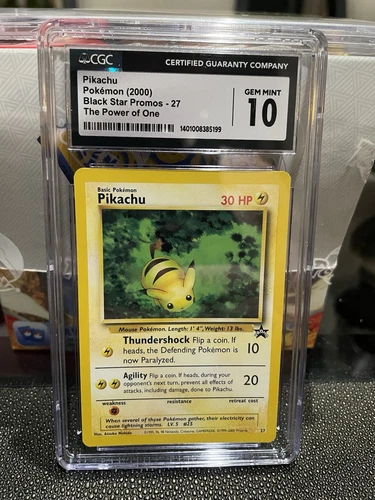 CGC CERTIFIED GUARANTY COMPANY
Pikachu
Pokémon (2000)
Black Star Promos - 27
The Power of One
GEM MINT
10
1401008385199
Basic Pokémon
Pikachu 30 HP
Mouse Pokémon. Length: 1' 4", Weight: 13 lbs.
Thundershock Flip a coin. If
heads, the Defending Pokémon is
now Paralyzed.
10
Agility Flip a coin. If heads, during your
opponent's next turn, prevent all effects of
attacks, including damage, done to Pikachu.
20
weakness resistance retreat cost
When several of these Pokémon gather, their electricity can
cause lightning storms. LV. 5 #25
27